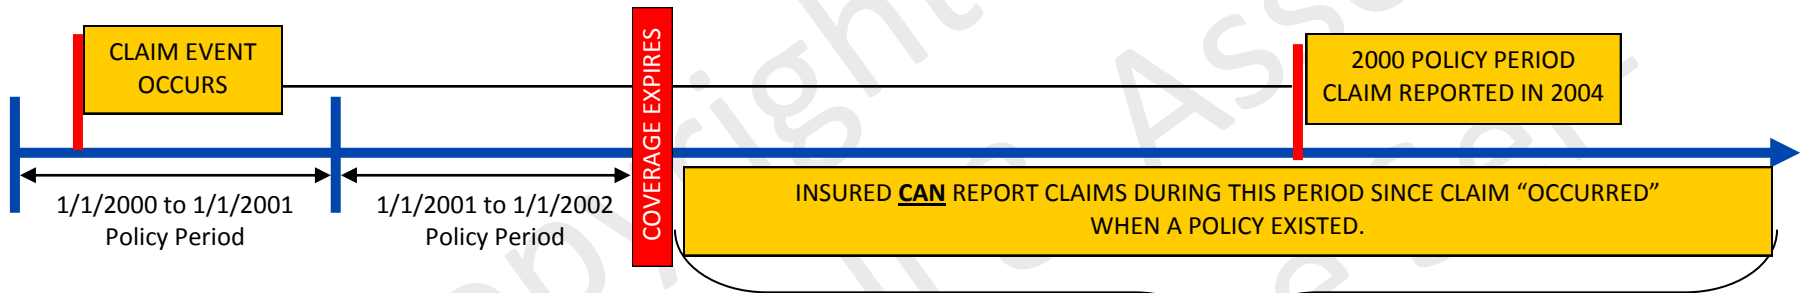 CLAIM EVENT
OCCURS
COVERAGE EXPIRES
2000 POLICY PERIOD
CLAIM REPORTED IN 2004
1/1/2000 to 1/1/2001
Policy Period
1/1/2001 to 1/1/2002
Policy Period
INSURED CAN REPORT CLAIMS DURING THIS PERIOD SINCE CLAIM “OCCURRED”
WHEN A POLICY EXISTED.